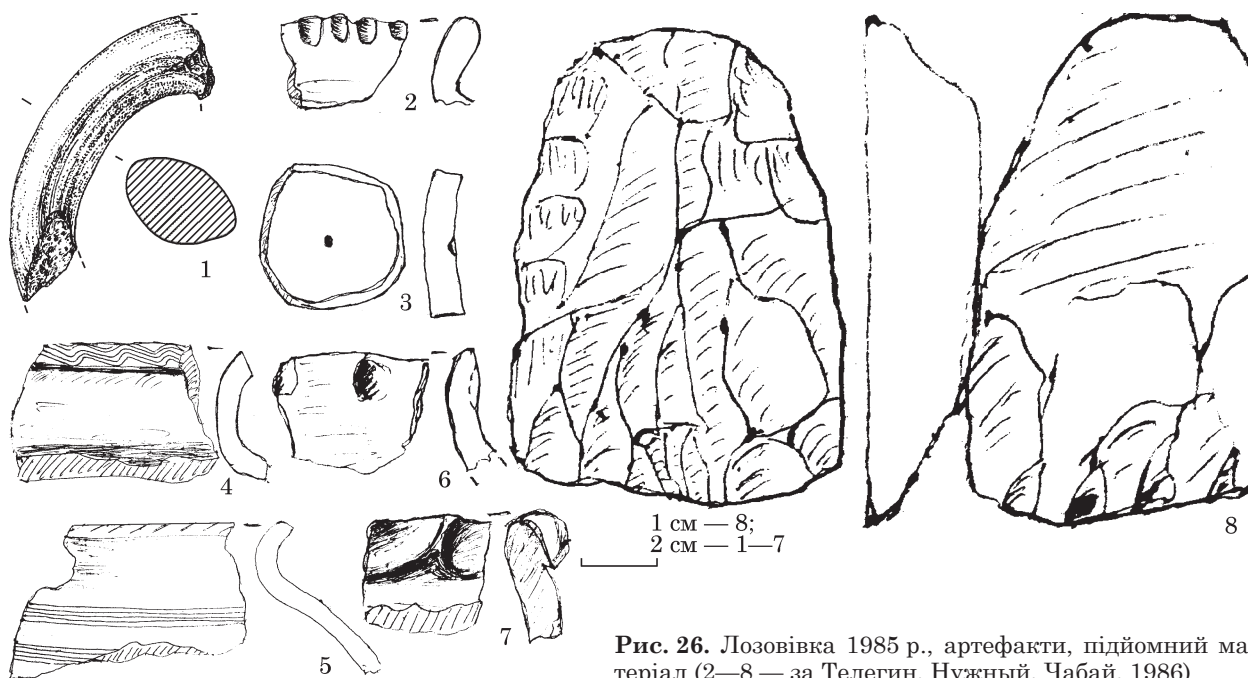 1
2
3
4
5
6
7
8
1 см — 8;
2 см — 1—7
Рис. 26. Лозовівка 1985 р., артефакти, підйомний ма-
теріал (2—8 — за Телегин, Нужный, Чабай, 1986)